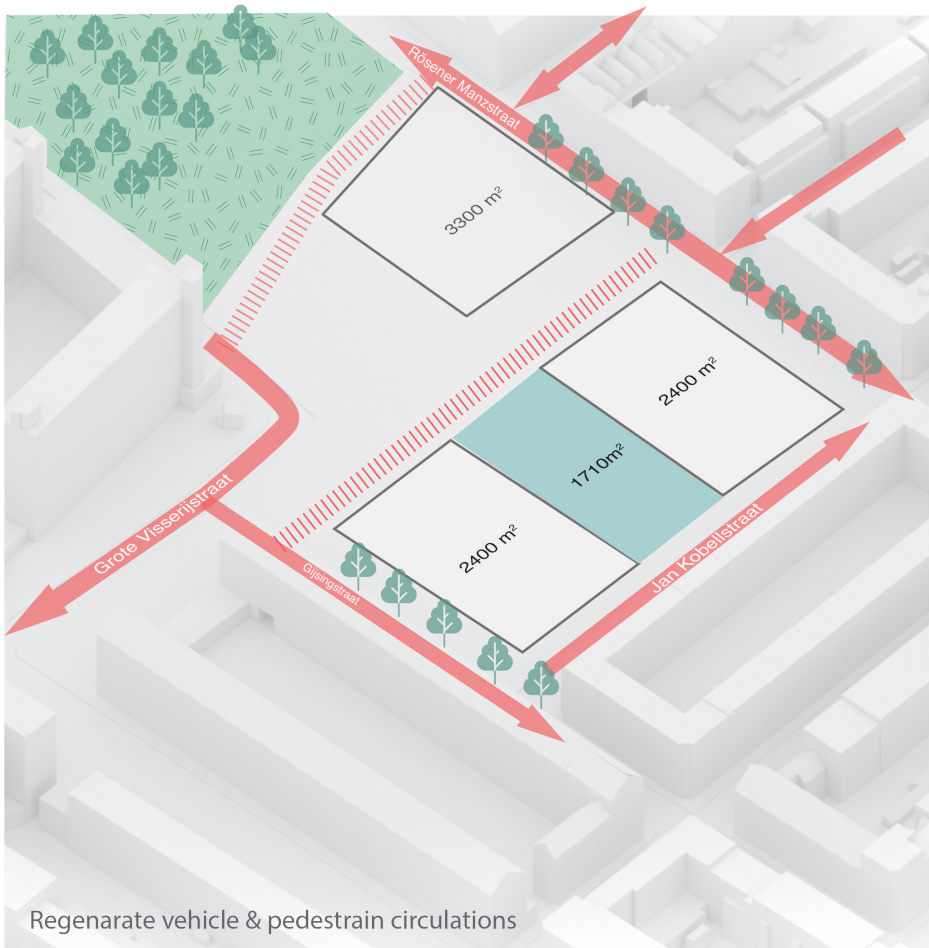 Rösener Manzstraat
3300 m²
2400 m²
1710m²
2400 m²
Grote Visserijstraat
Gijsingstraat
Jan Kobellstraat
Regenarate vehicle & pedestrain circulations